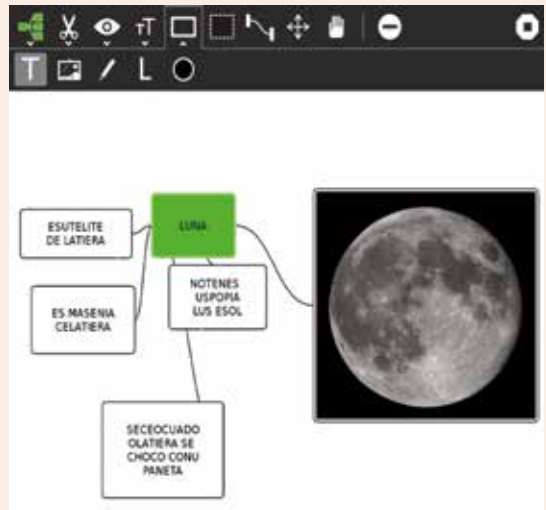 T
L
LUNA
ESUTELITE
DE LATIERA
NOTENES
USPOPIA
LUS ESOL
ES MASENIA
CELATIERA
SECEOCUADO
OLATIERA SE
CHOCO CONU
PANETA